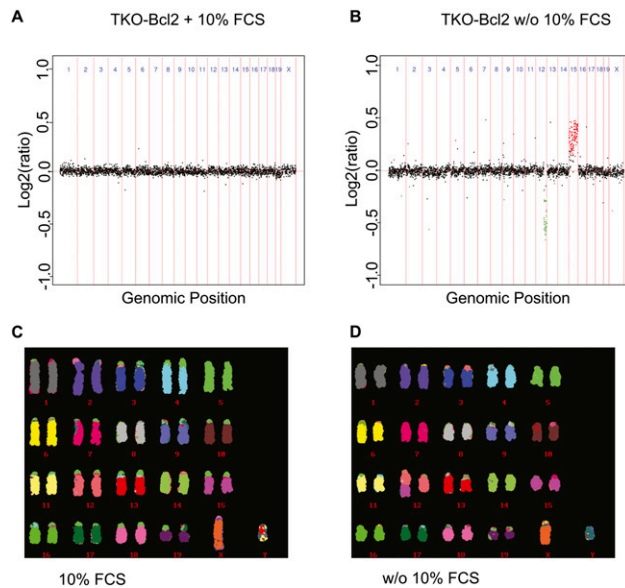 A
TKO-Bcl2 + 10% FCS
B
TKO-Bcl2 w/o 10% FCS
1.0
0.5
0.0
-0.5
-1.0
Log2(ratio)
1 2 3 4 5 6 7 8 9 10 11 12 13 14 15 16 17 18 19 X
Genomic Position
1.0
0.5
0.0
-0.5
-1.0
Log2(ratio)
1 2 3 4 5 6 7 8 9 10 11 12 13 14 15 16 17 18 19 X
Genomic Position
C
1 2 3 4 5
6 7 8 9 10
11 12 13 14 15
16 17 18 19 X Y
10% FCS
D
1 2 3 4 5
6 7 8 9 10
11 12 13 14 15
16 17 18 19 X Y
w/o 10% FCS